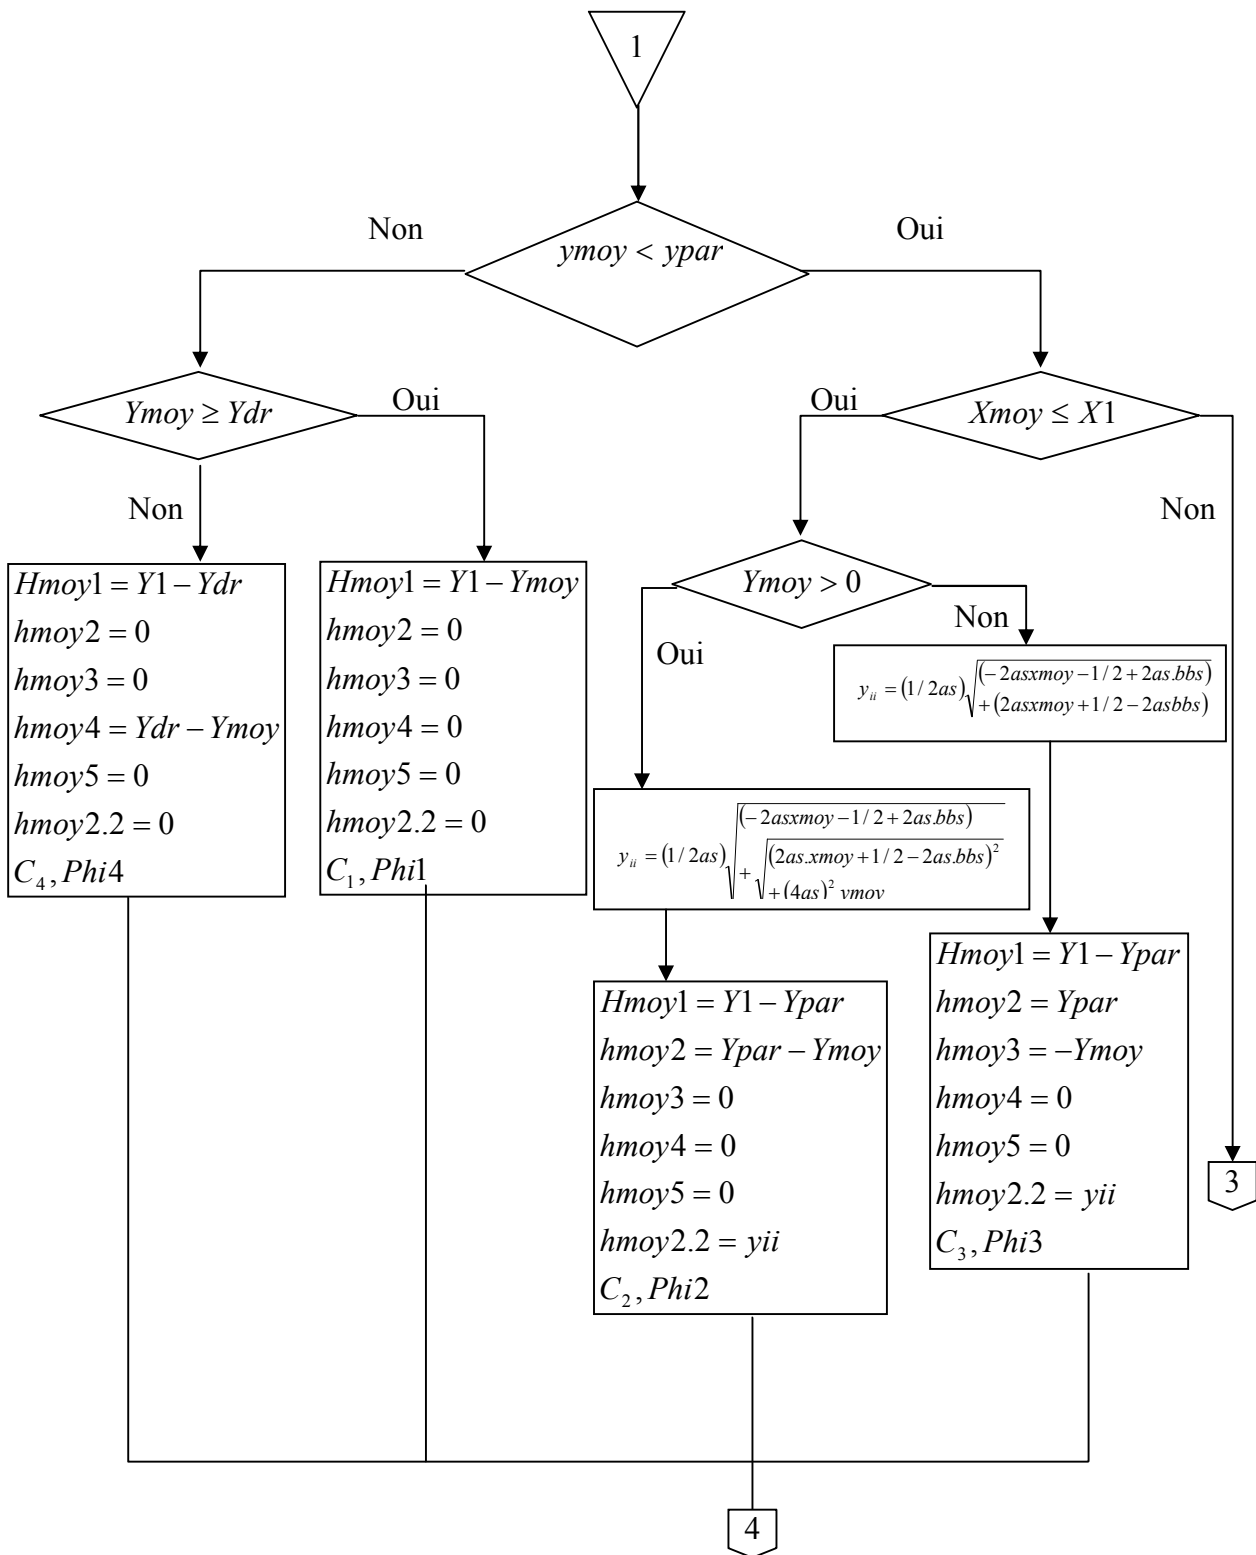 1
Non
Oui
ymoy < ypar
Ymoy ≥ Ydr
Oui
Oui
Xmoy ≤ X1
Non
Non
Hmoy1 = Y1 − Ydr
hmoy2 = 0
hmoy3 = 0
hmoy4 = Ydr − Ymoy
hmoy5 = 0
hmoy2.2 = 0
C₄, Phi4
Hmoy1 = Y1 − Ymoy
hmoy2 = 0
hmoy3 = 0
hmoy4 = 0
hmoy5 = 0
hmoy2.2 = 0
C₁, Phi1
Ymoy > 0
Non
Oui
y_ii = (1/2as)√((−2asxmoy − 1/2 + 2as.bbs)
+ (2asxmoy + 1/2 − 2asbbs))
y_ii = (1/2as)√((−2asxmoy − 1/2 + 2as.bbs)
+ √((2as.xmoy + 1/2 − 2as.bbs)²
+ (4as)² ymoy))
Hmoy1 = Y1 − Ypar
hmoy2 = Ypar − Ymoy
hmoy3 = 0
hmoy4 = 0
hmoy5 = 0
hmoy2.2 = yii
C₂, Phi2
Hmoy1 = Y1 − Ypar
hmoy2 = Ypar
hmoy3 = −Ymoy
hmoy4 = 0
hmoy5 = 0
hmoy2.2 = yii
C₃, Phi3
3
4